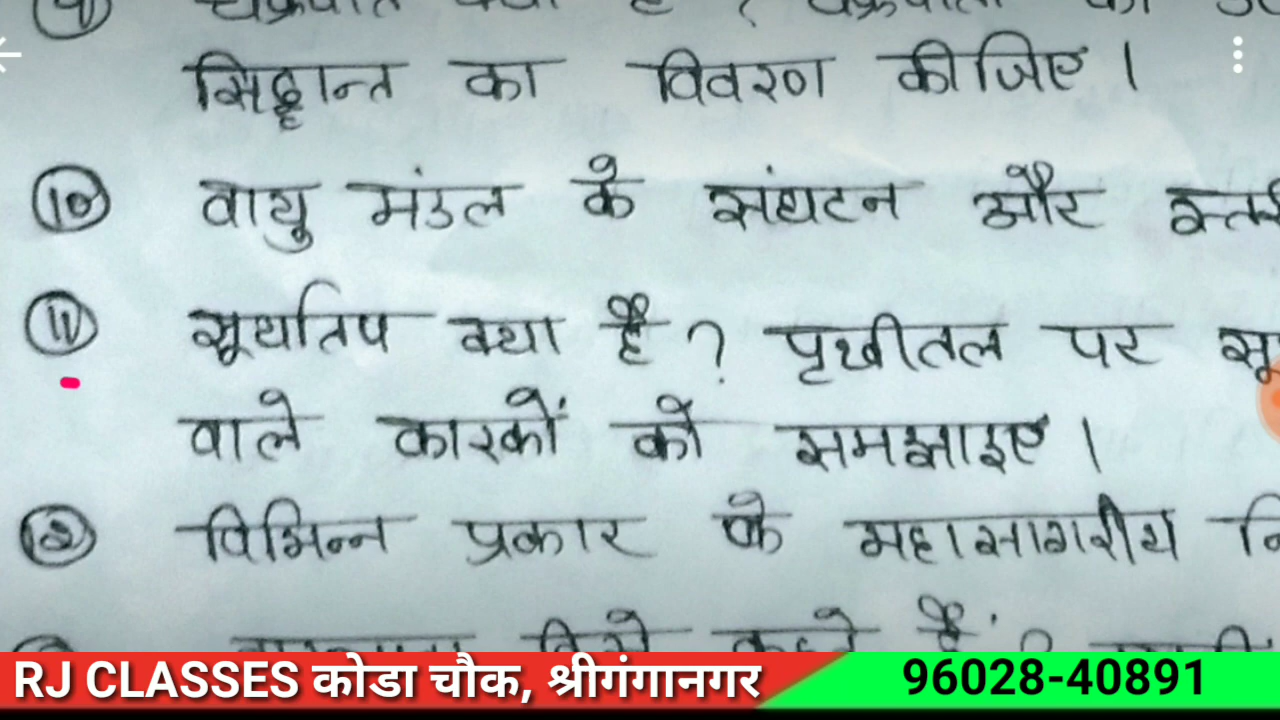 सिद्धान्त का विवरण कीजिए।
(10) वायु मंडल के संघटन और
(11) सूर्यातप क्या है? पृथ्वीतल पर
वाले कारकों को समझाइए।
(12) विभिन्न प्रकार के महासागरीय
RJ CLASSES कोडा चौक, श्रीगंगानगर
96028-40891